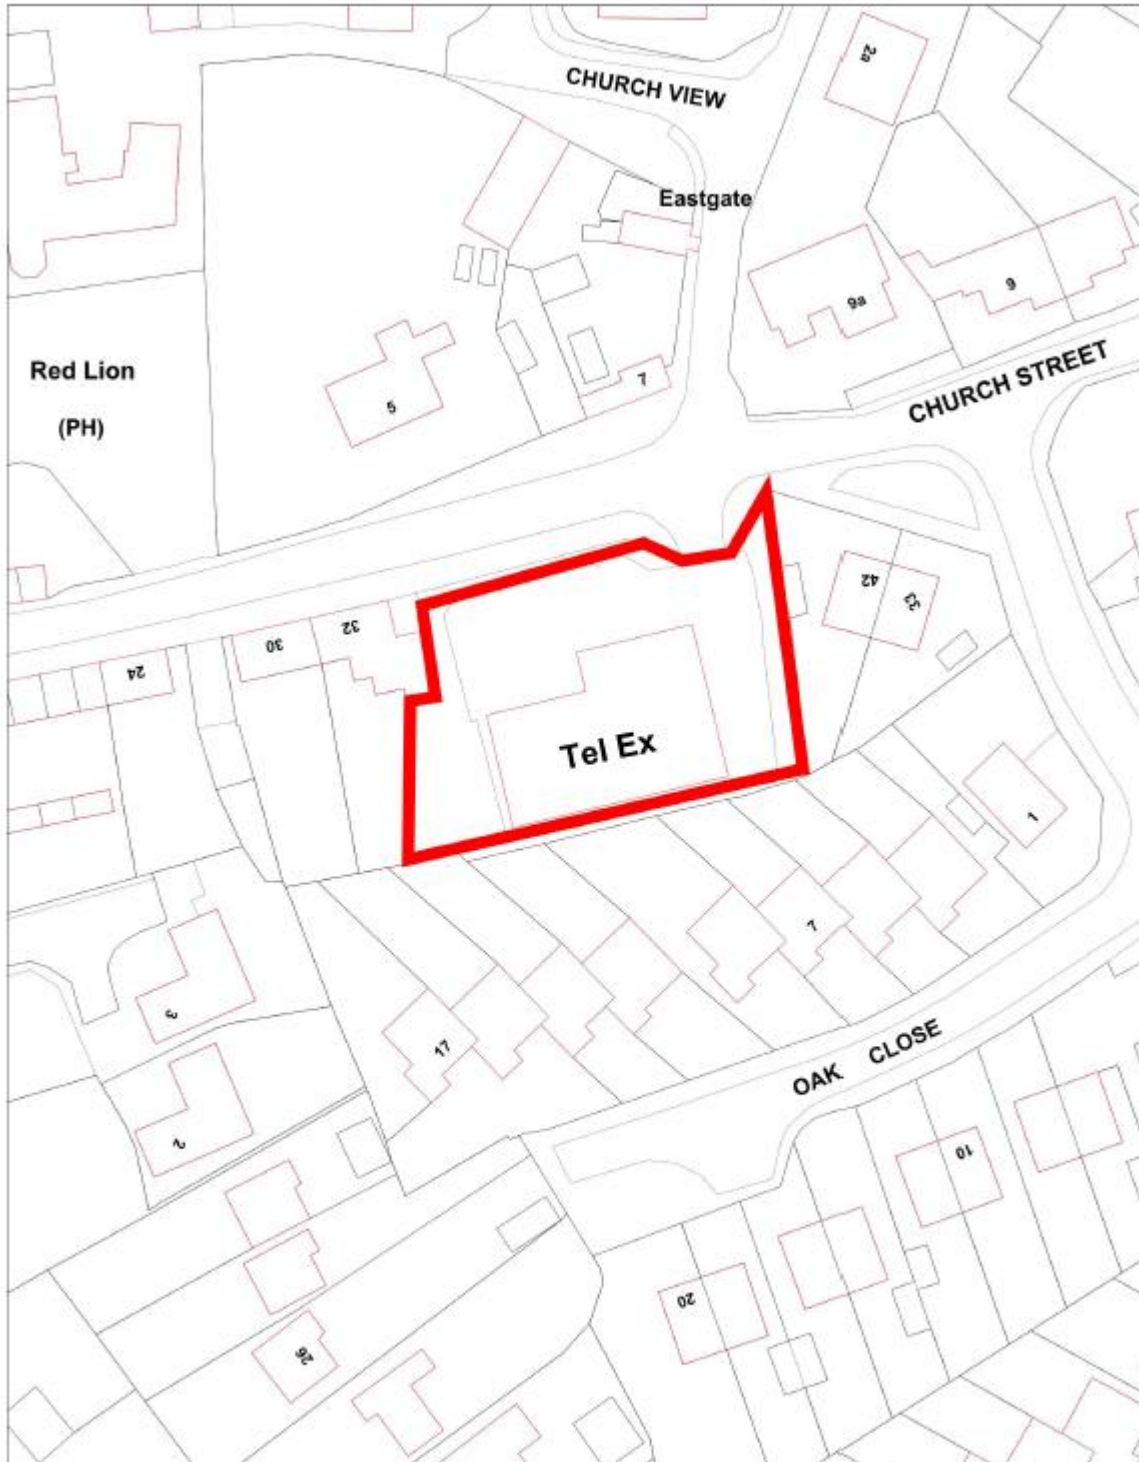 2a
CHURCH VIEW
Eastgate
9
9a
Red Lion
(PH)
5
7
CHURCH STREET
42
33
32
30
24
Tel Ex
1
7
3
17
OAK CLOSE
2
10
20
26